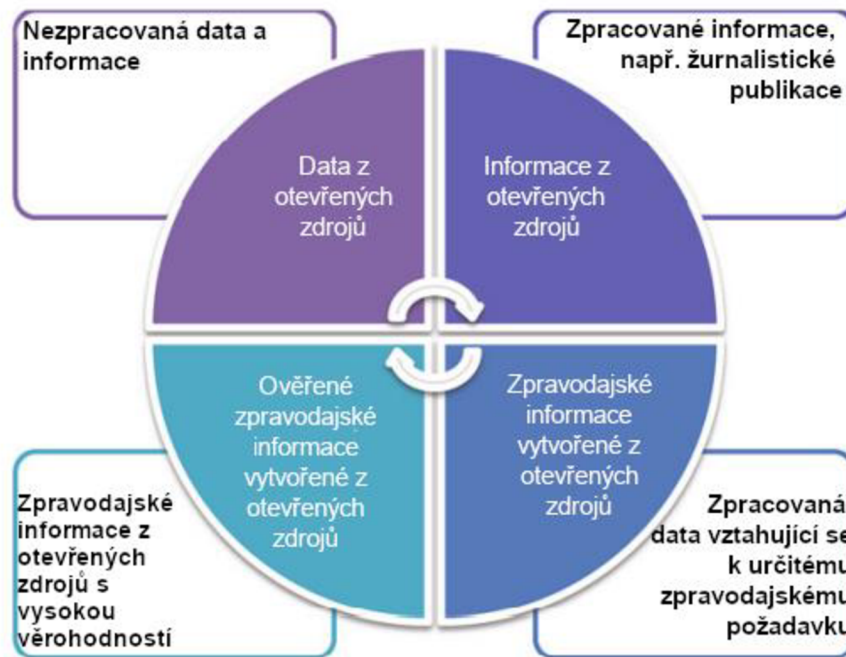 Nezpracovaná data a
informace
Zpracované informace,
např. žurnalistické
publikace
Data z
otevřených
zdrojů
Informace z
otevřených
zdrojů
Ověřené
zpravodajské
informace
vytvořené z
otevřených
zdrojů
Zpravodajské
informace
vytvořené z
otevřených
zdrojů
Zpravodajské
informace z
otevřených
zdrojů s
vysokou
věrohodností
Zpracovaná
data vztahující se
k určitému
zpravodajskému
požadavku